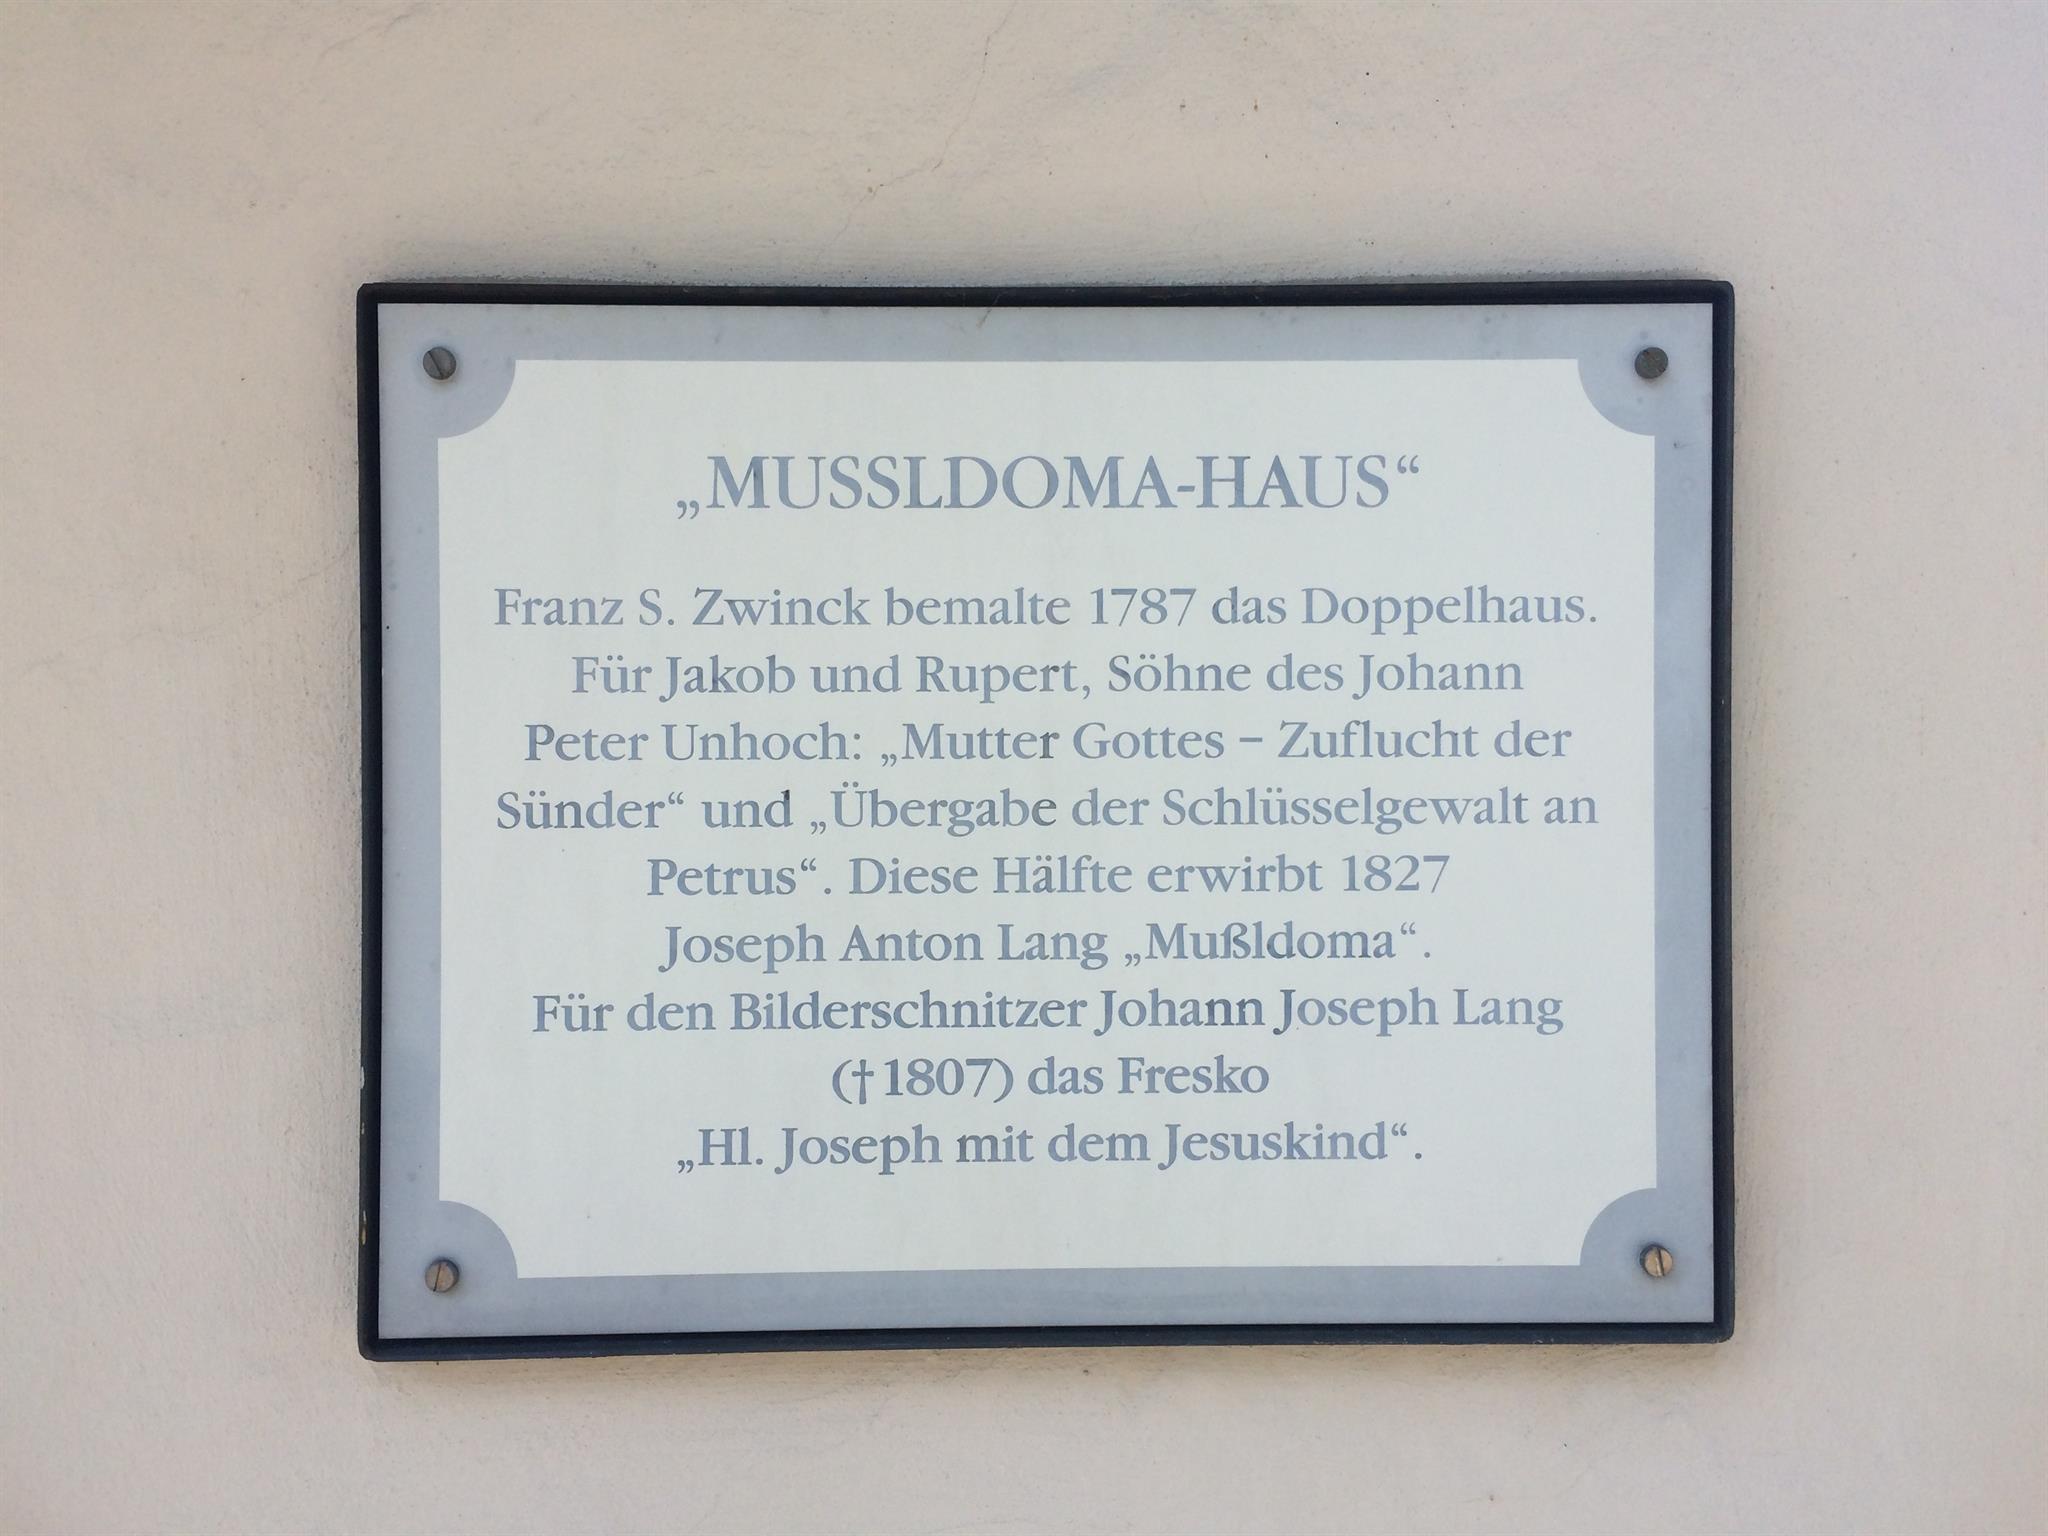 „MUSSLDOMA-HAUS“
Franz S. Zwinck bemalte 1787 das Doppelhaus.
Für Jakob und Rupert, Söhne des Johann
Peter Unhoch: „Mutter Gottes – Zuflucht der
Sünder“ und „Übergabe der Schlüsselgewalt an
Petrus“. Diese Hälfte erwirbt 1827
Joseph Anton Lang „Mußldoma“.
Für den Bilderschnitzer Johann Joseph Lang
(†1807) das Fresko
„Hl. Joseph mit dem Jesuskind“.